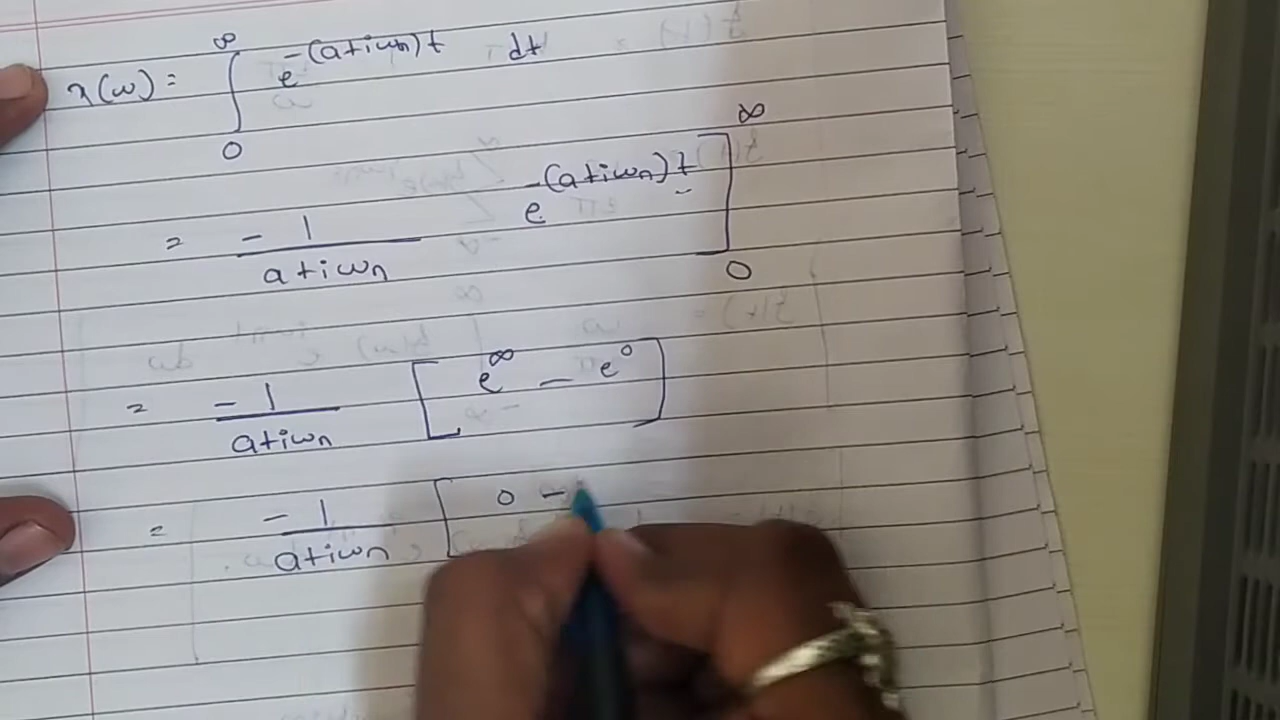 x(ω) = ∫₀^∞ e^-(a+iωn)t dt
= -1/(a+iωn) e^-(a+iωn)t ]₀^∞
= -1/(a+iωn) [ e^∞ - e^0 ]
= -1/(a+iωn) [ 0 -